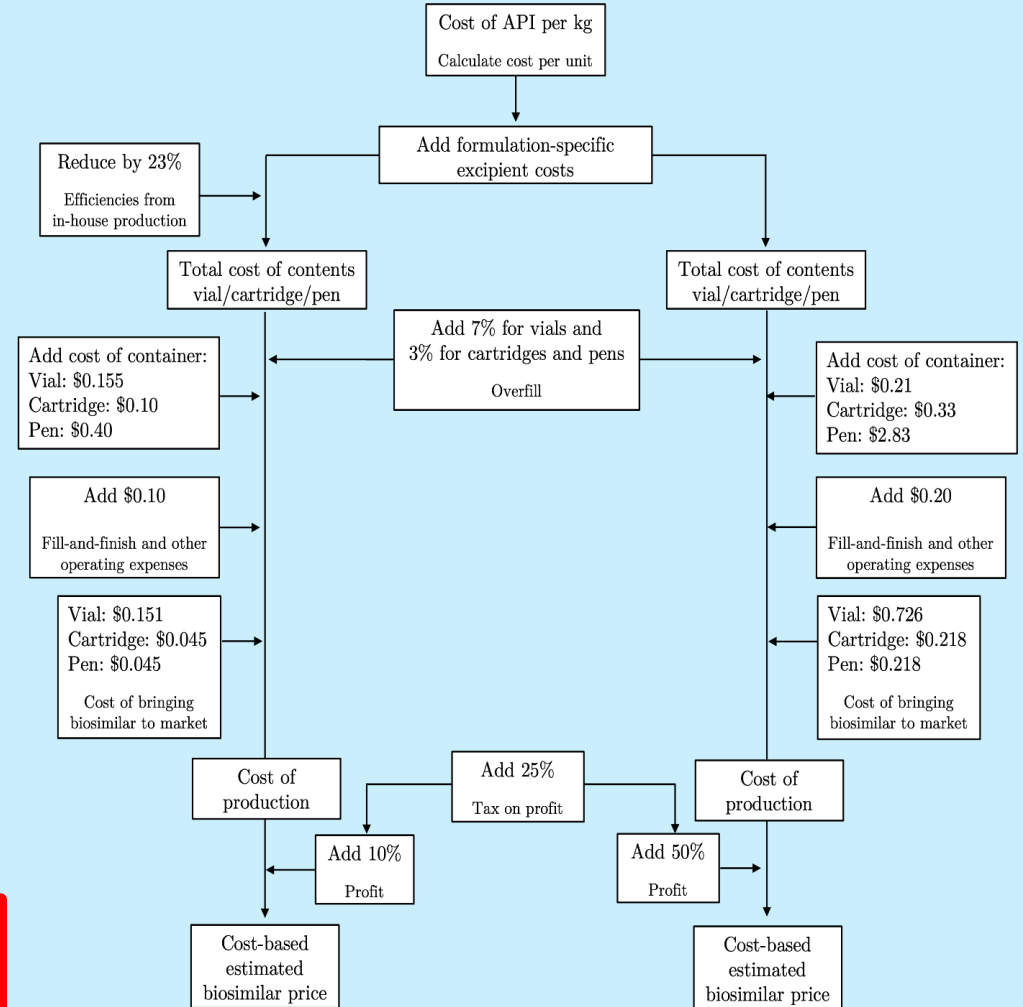 Cost of API per kg
Calculate cost per unit
Add formulation-specific
excipient costs
Reduce by 23%
Efficiencies from
in-house production
Total cost of contents
vial/cartridge/pen
Total cost of contents
vial/cartridge/pen
Add 7% for vials and
3% for cartridges and pens
Overfill
Add cost of container:
Vial: $0.155
Cartridge: $0.10
Pen: $0.40
Add cost of container:
Vial: $0.21
Cartridge: $0.33
Pen: $2.83
Add $0.10
Fill-and-finish and other
operating expenses
Add $0.20
Fill-and-finish and other
operating expenses
Vial: $0.151
Cartridge: $0.045
Pen: $0.045
Cost of bringing
biosimilar to market
Vial: $0.726
Cartridge: $0.218
Pen: $0.218
Cost of bringing
biosimilar to market
Cost of
production
Add 25%
Tax on profit
Cost of
production
Add 10%
Profit
Add 50%
Profit
Cost-based
estimated
biosimilar price
Cost-based
estimated
biosimilar price